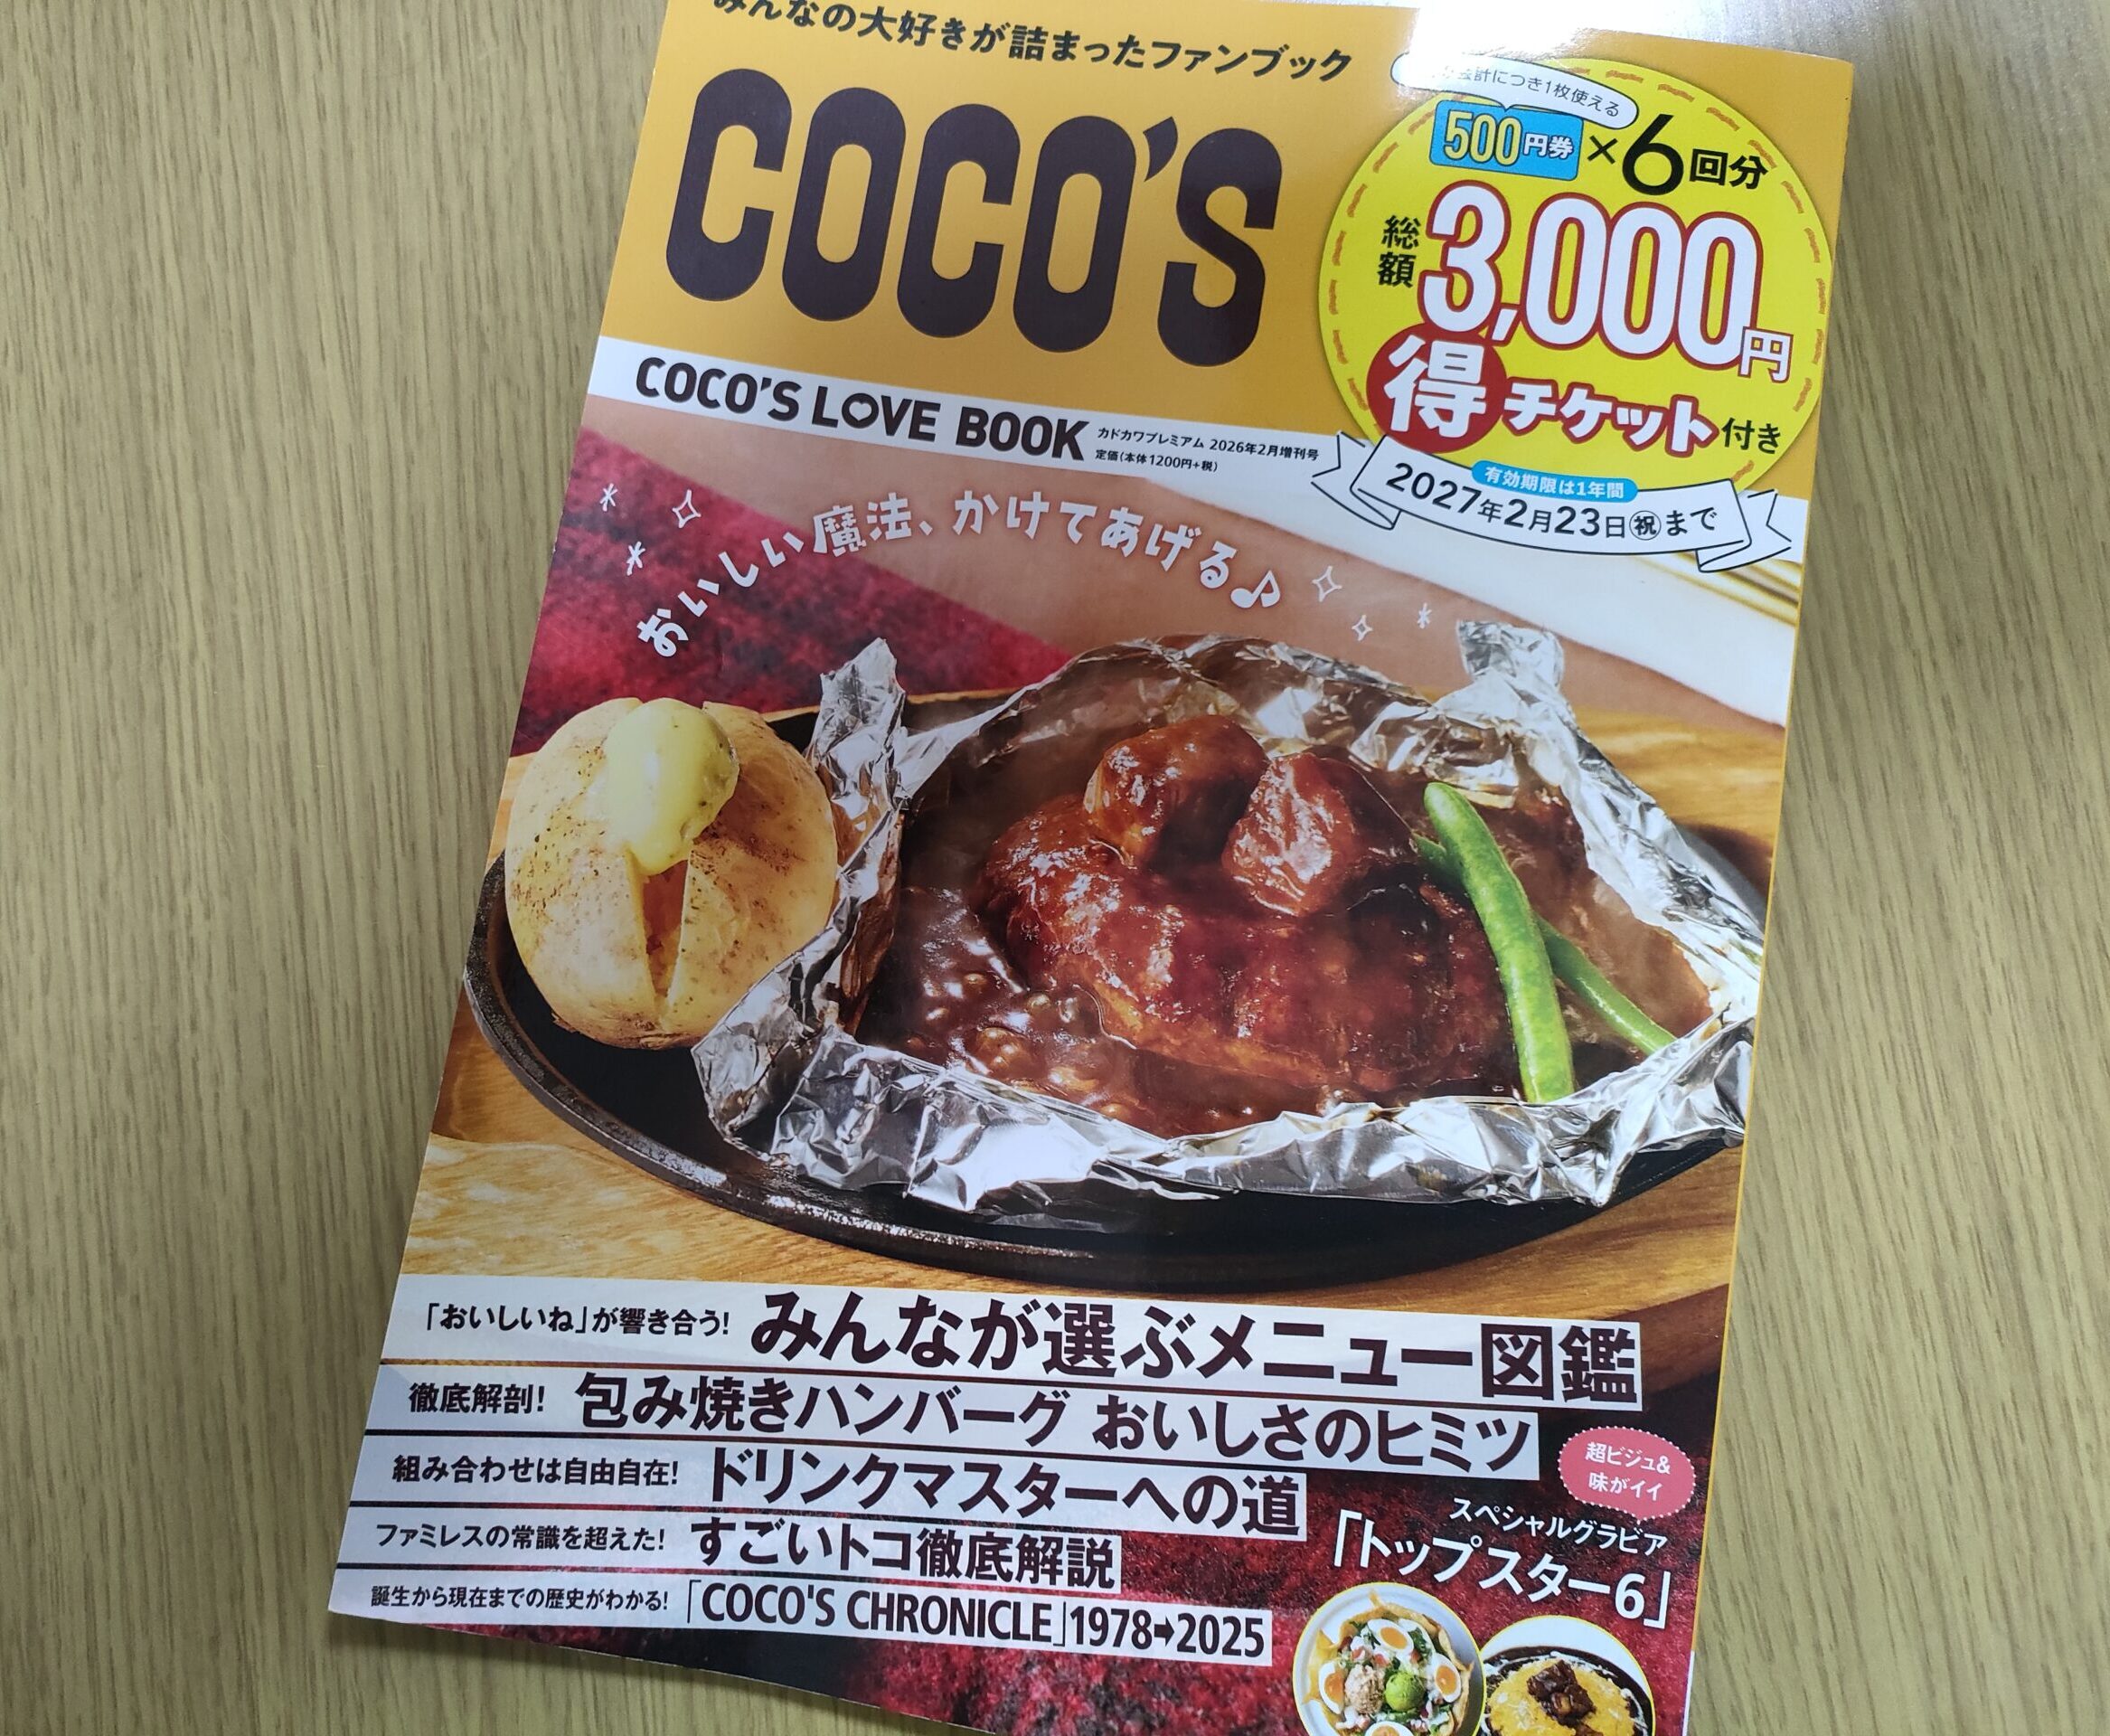 みんなの大好きが詰まったファンブック
COCO'S
会計につき1枚使える
500円券×6回分
総額3,000円
得チケット付き
有効期限は1年間
2027年2月23日㊗まで
COCO'S LOVE BOOK
カドカワプレミアム 2026年2月増刊号
定価(本体1200円+税)
おいしい魔法、かけてあげる♪
「おいしいね」が響き合う! みんなが選ぶメニュー図鑑
徹底解剖! 包み焼きハンバーグ おいしさのヒミツ
組み合わせは自由自在! ドリンクマスターへの道
ファミレスの常識を超えた! すごいトコ徹底解説
誕生から現在までの歴史がわかる! 「COCO'S CHRONICLE」1978➡2025
超ビジュ&
味がイイ
スペシャルグラビア
「トップスター6」